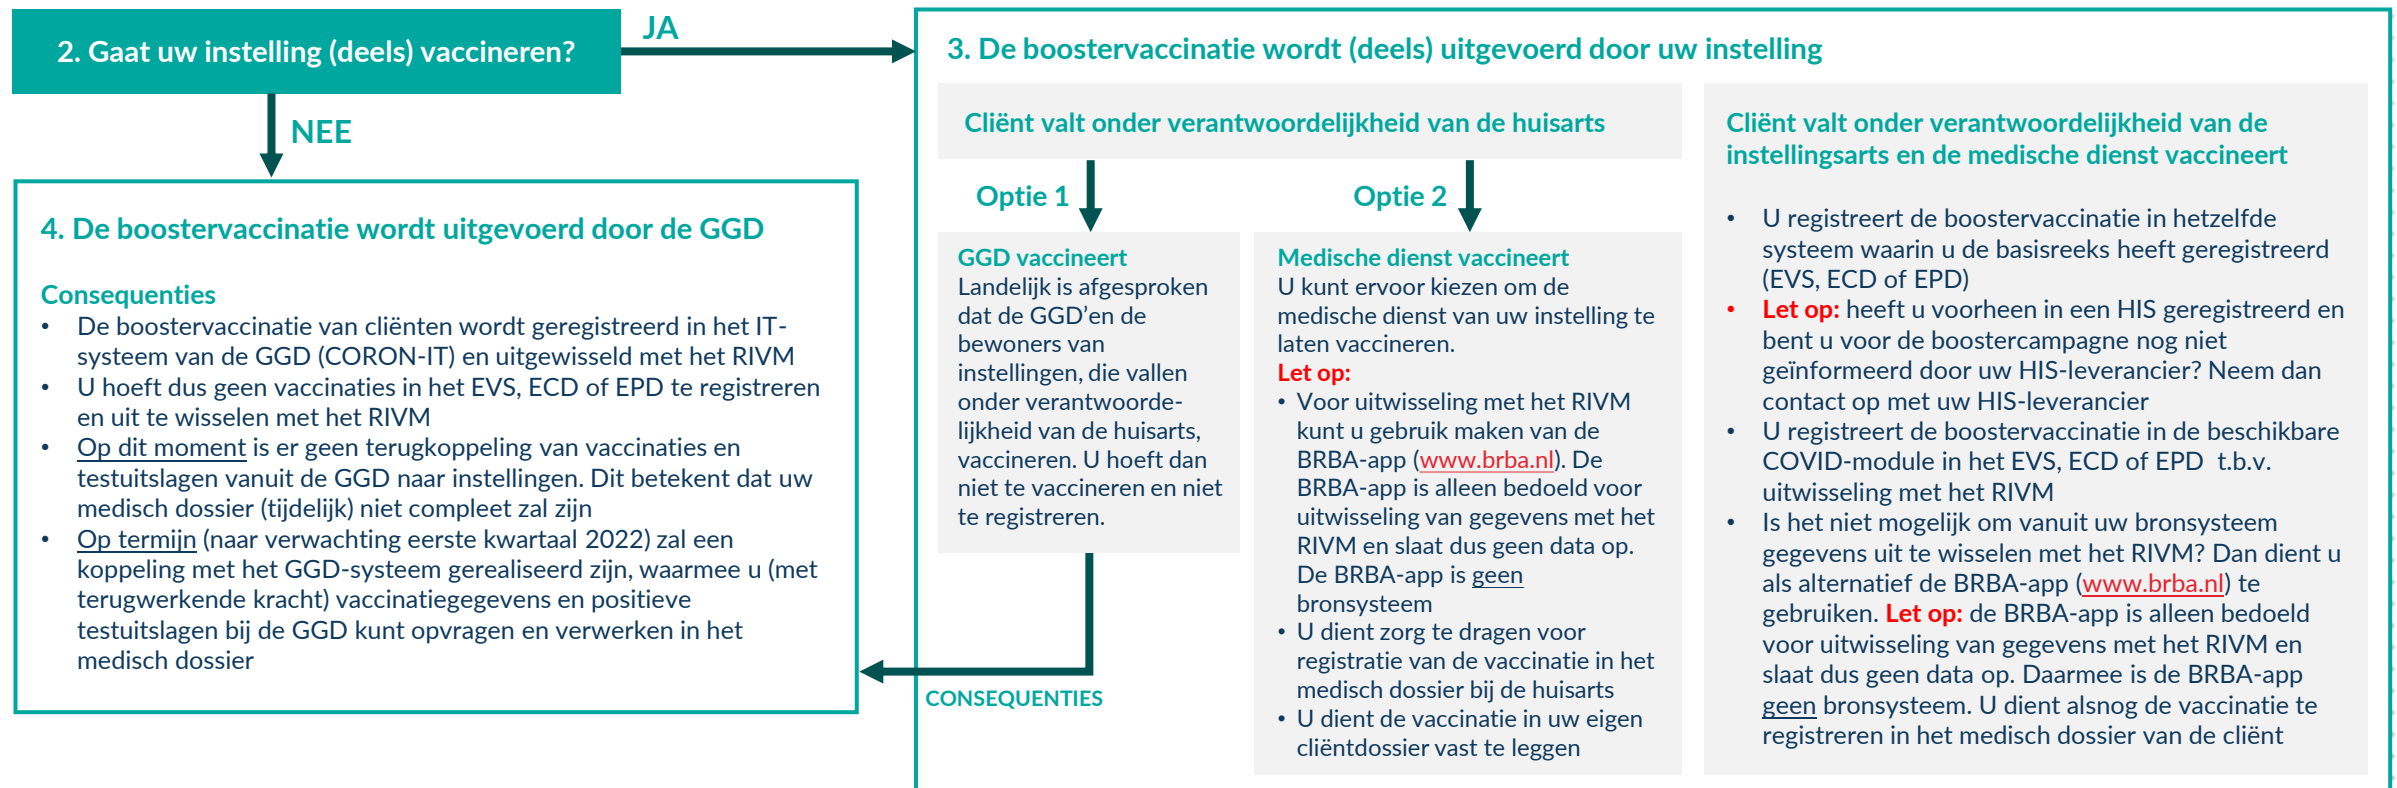 2. Gaat uw instelling (deels) vaccineren?
JA
NEE
4. De boostervaccinatie wordt uitgevoerd door de GGD
Consequenties
• De boostervaccinatie van cliënten wordt geregistreerd in het IT-
systeem van de GGD (CORON-IT) en uitgewisseld met het RIVM
• U hoeft dus geen vaccinaties in het EVS, ECD of EPD te registreren
en uit te wisselen met het RIVM
• Op dit moment is er geen terugkoppeling van vaccinaties en
testuitslagen vanuit de GGD naar instellingen. Dit betekent dat uw
medisch dossier (tijdelijk) niet compleet zal zijn
• Op termijn (naar verwachting eerste kwartaal 2022) zal een
koppeling met het GGD-systeem gerealiseerd zijn, waarmee u (met
terugwerkende kracht) vaccinatiegegevens en positieve
testuitslagen bij de GGD kunt opvragen en verwerken in het
medisch dossier
3. De boostervaccinatie wordt (deels) uitgevoerd door uw instelling
Cliënt valt onder verantwoordelijkheid van de huisarts
Optie 1
GGD vaccineert
Landelijk is afgesproken
dat de GGD’en de
bewoners van
instellingen, die vallen
onder verantwoorde-
lijkheid van de huisarts,
vaccineren. U hoeft dan
niet te vaccineren en niet
te registreren.
CONSEQUENTIES
Optie 2
Medische dienst vaccineert
U kunt ervoor kiezen om de
medische dienst van uw instelling te
laten vaccineren.
Let op:
• Voor uitwisseling met het RIVM
kunt u gebruik maken van de
BRBA-app (www.brba.nl). De
BRBA-app is alleen bedoeld voor
uitwisseling van gegevens met het
RIVM en slaat dus geen data op.
De BRBA-app is geen
bronsysteem
• U dient zorg te dragen voor
registratie van de vaccinatie in het
medisch dossier bij de huisarts
• U dient de vaccinatie in uw eigen
cliëntdossier vast te leggen
Cliënt valt onder verantwoordelijkheid van de
instellingsarts en de medische dienst vaccineert
• U registreert de boostervaccinatie in hetzelfde
systeem waarin u de basisreeks heeft geregistreerd
(EVS, ECD of EPD)
• Let op: heeft u voorheen in een HIS geregistreerd en
bent u voor de boostercampagne nog niet
geïnformeerd door uw HIS-leverancier? Neem dan
contact op met uw HIS-leverancier
• U registreert de boostervaccinatie in de beschikbare
COVID-module in het EVS, ECD of EPD t.b.v.
uitwisseling met het RIVM
• Is het niet mogelijk om vanuit uw bronsysteem
gegevens uit te wisselen met het RIVM? Dan dient u
als alternatief de BRBA-app (www.brba.nl) te
gebruiken. Let op: de BRBA-app is alleen bedoeld
voor uitwisseling van gegevens met het RIVM en
slaat dus geen data op. Daarmee is de BRBA-app
geen bronsysteem. U dient alsnog de vaccinatie te
registreren in het medisch dossier van de cliënt